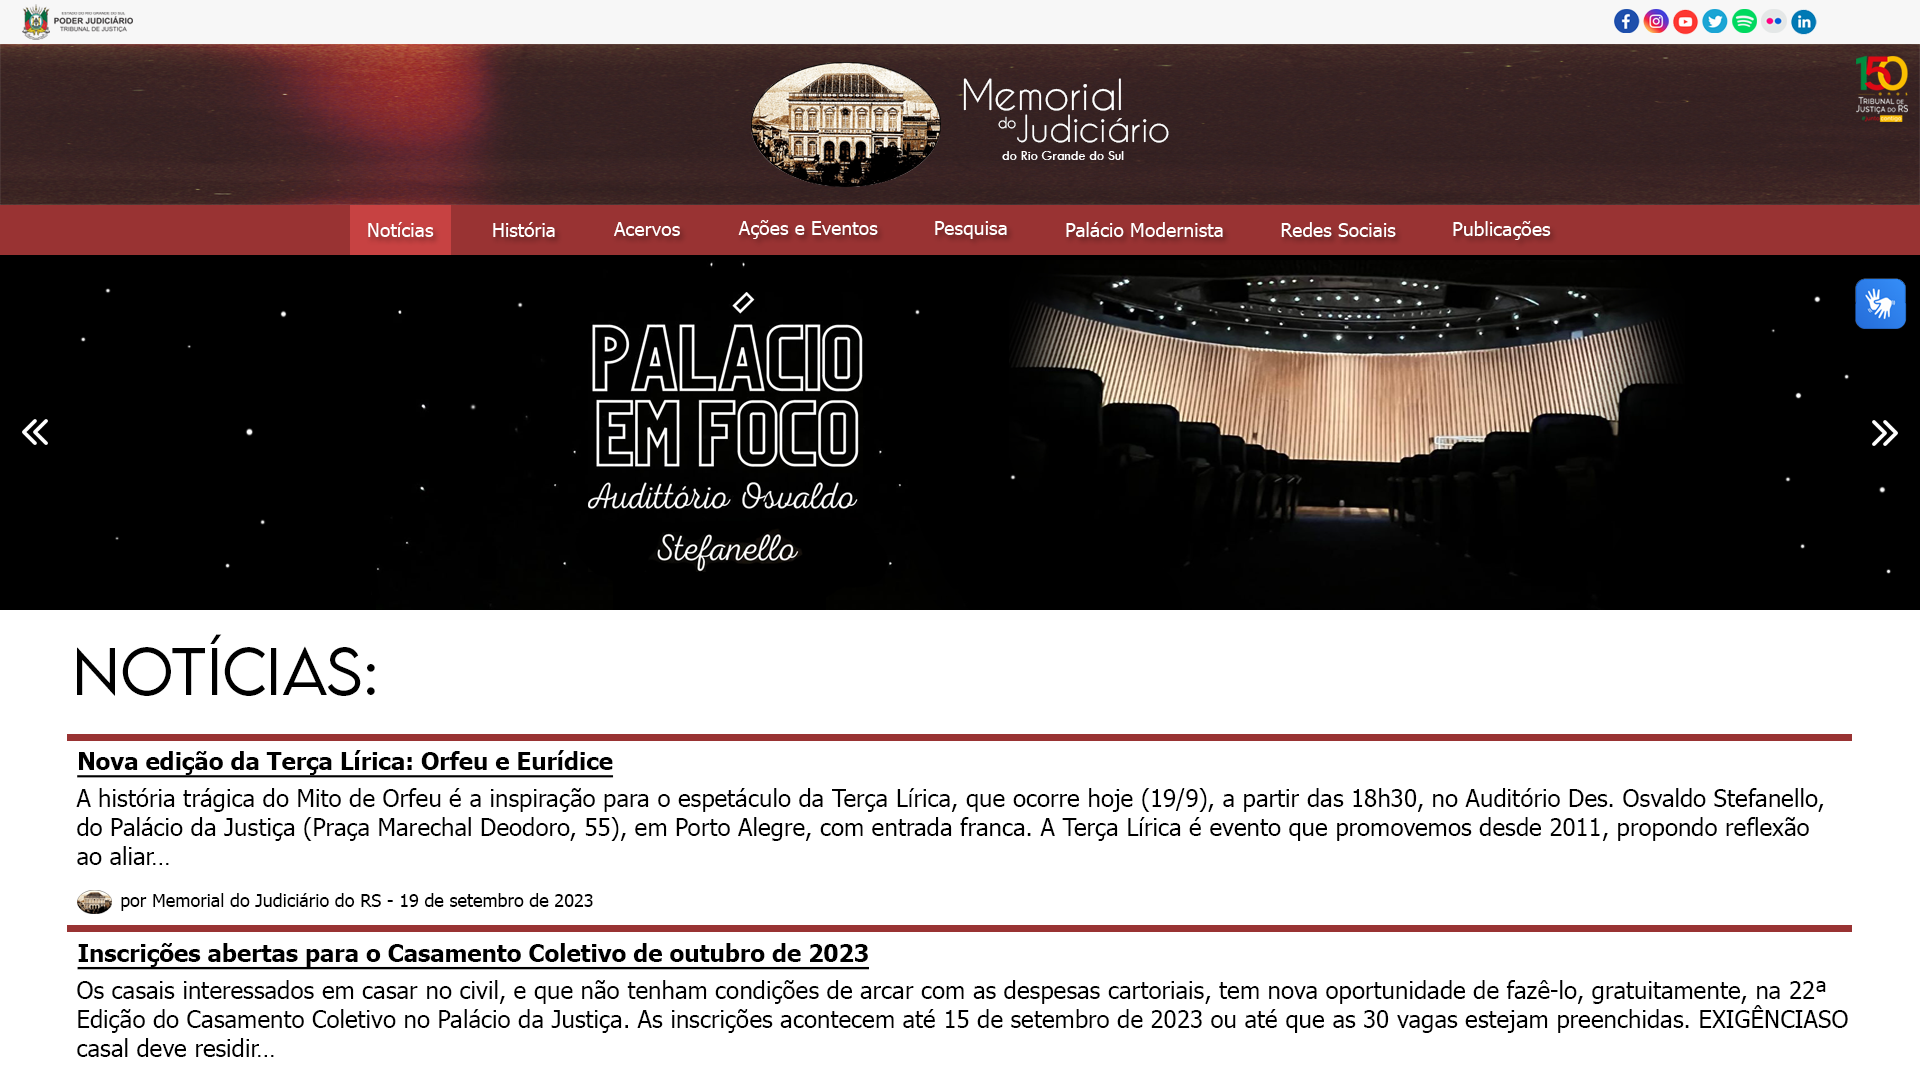 ESTADO DO RIO GRANDE DO SUL
PODER JUDICIÁRIO
TRIBUNAL DE JUSTIÇA
Memorial
do Judiciário
do Rio Grande do Sul
150
TRIBUNAL DE
JUSTIÇA DO RS
Notícias
História
Acervos
Ações e Eventos
Pesquisa
Palácio Modernista
Redes Sociais
Publicações
PALÁCIO
EM FOCO
Audittório Osvaldo
Stefanello
NOTÍCIAS:
Nova edição da Terça Lírica: Orfeu e Eurídice
A história trágica do Mito de Orfeu é a inspiração para o espetáculo da Terça Lírica, que ocorre hoje (19/9), a partir das 18h30, no Auditório Des. Osvaldo Stefanello,
do Palácio da Justiça (Praça Marechal Deodoro, 55), em Porto Alegre, com entrada franca. A Terça Lírica é evento que promovemos desde 2011, propondo reflexão
ao aliar...
por Memorial do Judiciário do RS - 19 de setembro de 2023
Inscrições abertas para o Casamento Coletivo de outubro de 2023
Os casais interessados em casar no civil, e que não tenham condições de arcar com as despesas cartoriais, tem nova oportunidade de fazê-lo, gratuitamente, na 22ª
Edição do Casamento Coletivo no Palácio da Justiça. As inscrições acontecem até 15 de setembro de 2023 ou até que as 30 vagas estejam preenchidas. EXIGÊNCIASO
casal deve residir...